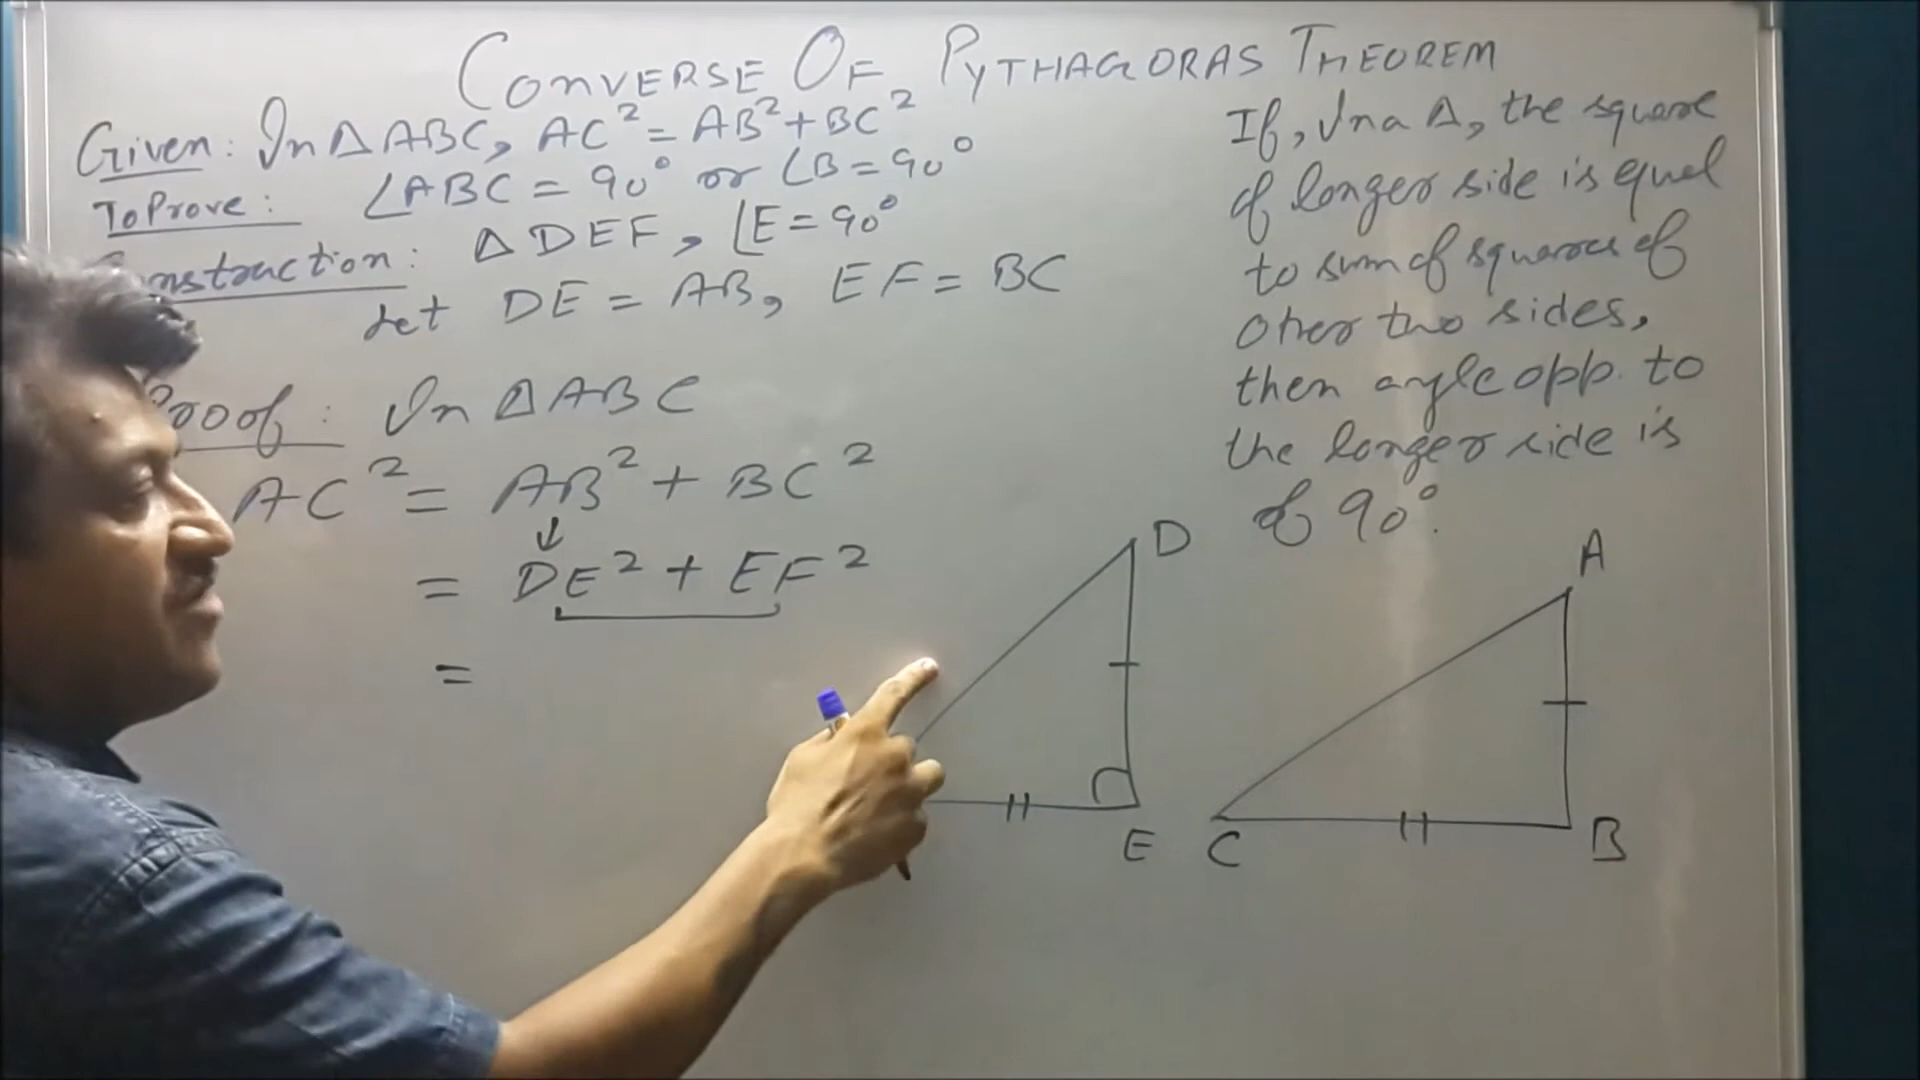 CONVERSE OF PYTHAGORAS THEOREM
Given: In Δ ABC, AC² = AB² + BC²
To Prove: ∠ABC = 90° or ∠B = 90°
Construction: Δ DEF, ∠E = 90°
Let DE = AB, EF = BC
Proof: In Δ ABC
AC² = AB² + BC²
↓
= DE² + EF²
=
If, In a Δ, the square
of longer side is equal
to sum of squares of
other two sides,
then angle opp. to
the longer side is
of 90°.
D
E
A
C
B